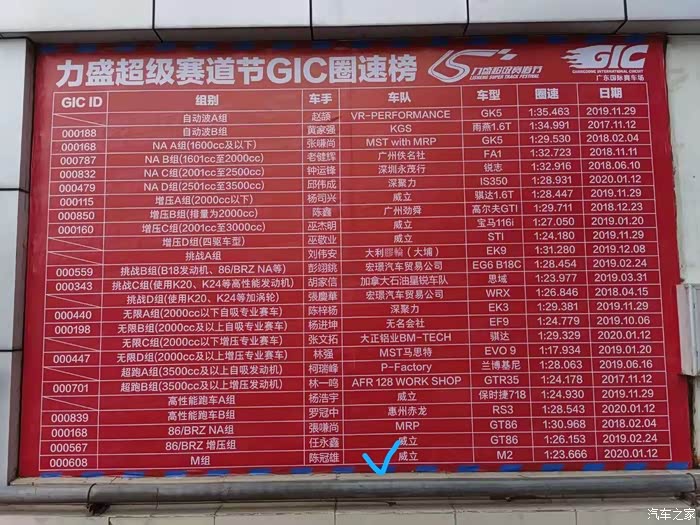 力盛超级赛道节GIC圈速榜 力盛超级赛道节 GIC
LISHENG SUPER TRACK FESTIVAL GUANGDONG INTERNATIONAL CIRCUIT
广东国际赛车场
GIC ID 组别 车手 车队 车型 圈速 日期
自动波A组 赵颉 VR-PERFORMANCE GK5 1:35.463 2019.11.29
000188 自动波B组 黄家强 KGS 雨燕1.6T 1:34.991 2017.11.12
000168 NA A组(1600cc及以下) 张嗛尚 MST with MRP GK5 1:29.530 2018.02.04
000787 NA B组(1601cc至2000cc) 老健辉 广州佚名社 FA1 1:32.723 2018.11.11
000832 NA C组(2001cc至2500cc) 钟运锋 深圳永茂行 锐志 1:32.916 2018.06.10
000479 NA D组(2501cc至3500cc) 邱伟成 深聚力 IS350 1:28.931 2020.01.12
000115 增压A组(2000cc以下) 杨司兴 威立 骐达1.6T 1:28.447 2019.11.29
000850 增压B组(排量为2000cc) 陈鑫 广州劲舜 高尔夫GTI 1:29.711 2018.12.23
000160 增压C组(2001cc至3000cc) 巫杰明 威立 宝马116i 1:27.050 2019.01.20
增压D组(四驱车型) 巫敬业 威立 STI 1:24.180 2019.11.29
挑战A组 刘伟安 大利膠輪（大埔） EK9 1:31.280 2019.12.08
000559 挑战B组(B18发动机、86/BRZ NA等) 彭翊銚 宏璟汽车贸易公司 EG6 B18C 1:28.454 2019.02.24
000343 挑战C组(使用K20、K24等高性能发动机) 胡家信 加拿大石油星锐车队 思域 1:23.977 2019.03.31
挑战D组(使用K20、K24等加涡轮) 張慶華 宏璟汽车贸易公司 WRX 1:26.846 2018.04.15
000440 无限A组(2000cc以下自吸专业赛车) 陈梓杨 深聚力 EK3 1:29.381 2019.11.29
000198 无限B组(2000cc及以上自吸专业赛车) 杨进坤 无名会社 EF9 1:24.779 2019.10.06
无限C组(2000cc以下增压专业赛车) 张文拓 大正铝业BM-TECH 骐达 1:29.329 2020.01.12
000447 无限D组(2000cc及以上增压专业赛车) 林强 MST马思特 EVO 9 1:17.934 2019.01.20
超跑A组(3500cc及以上自吸发动机) 柯瑞峰 P-Factory 兰博基尼 1:28.063 2019.06.16
000701 超跑B组(3500cc及以上增压发动机) 林一鸣 AFR 128 WORK SHOP GTR35 1:24.178 2017.11.12
高性能跑车A组 杨浩宇 威立 保时捷718 1:24.930 2019.11.29
000839 高性能跑车B组 罗冠中 惠州赤龙 RS3 1:28.543 2020.01.12
000168 86/BRZ NA组 张嗛尚 MRP GT86 1:30.968 2018.02.04
000567 86/BRZ 增压组 任永鑫 威立 GT86 1:26.153 2019.02.24
000608 M组 陈冠雄 威立 M2 1:23.666 2020.01.12
汽车之家